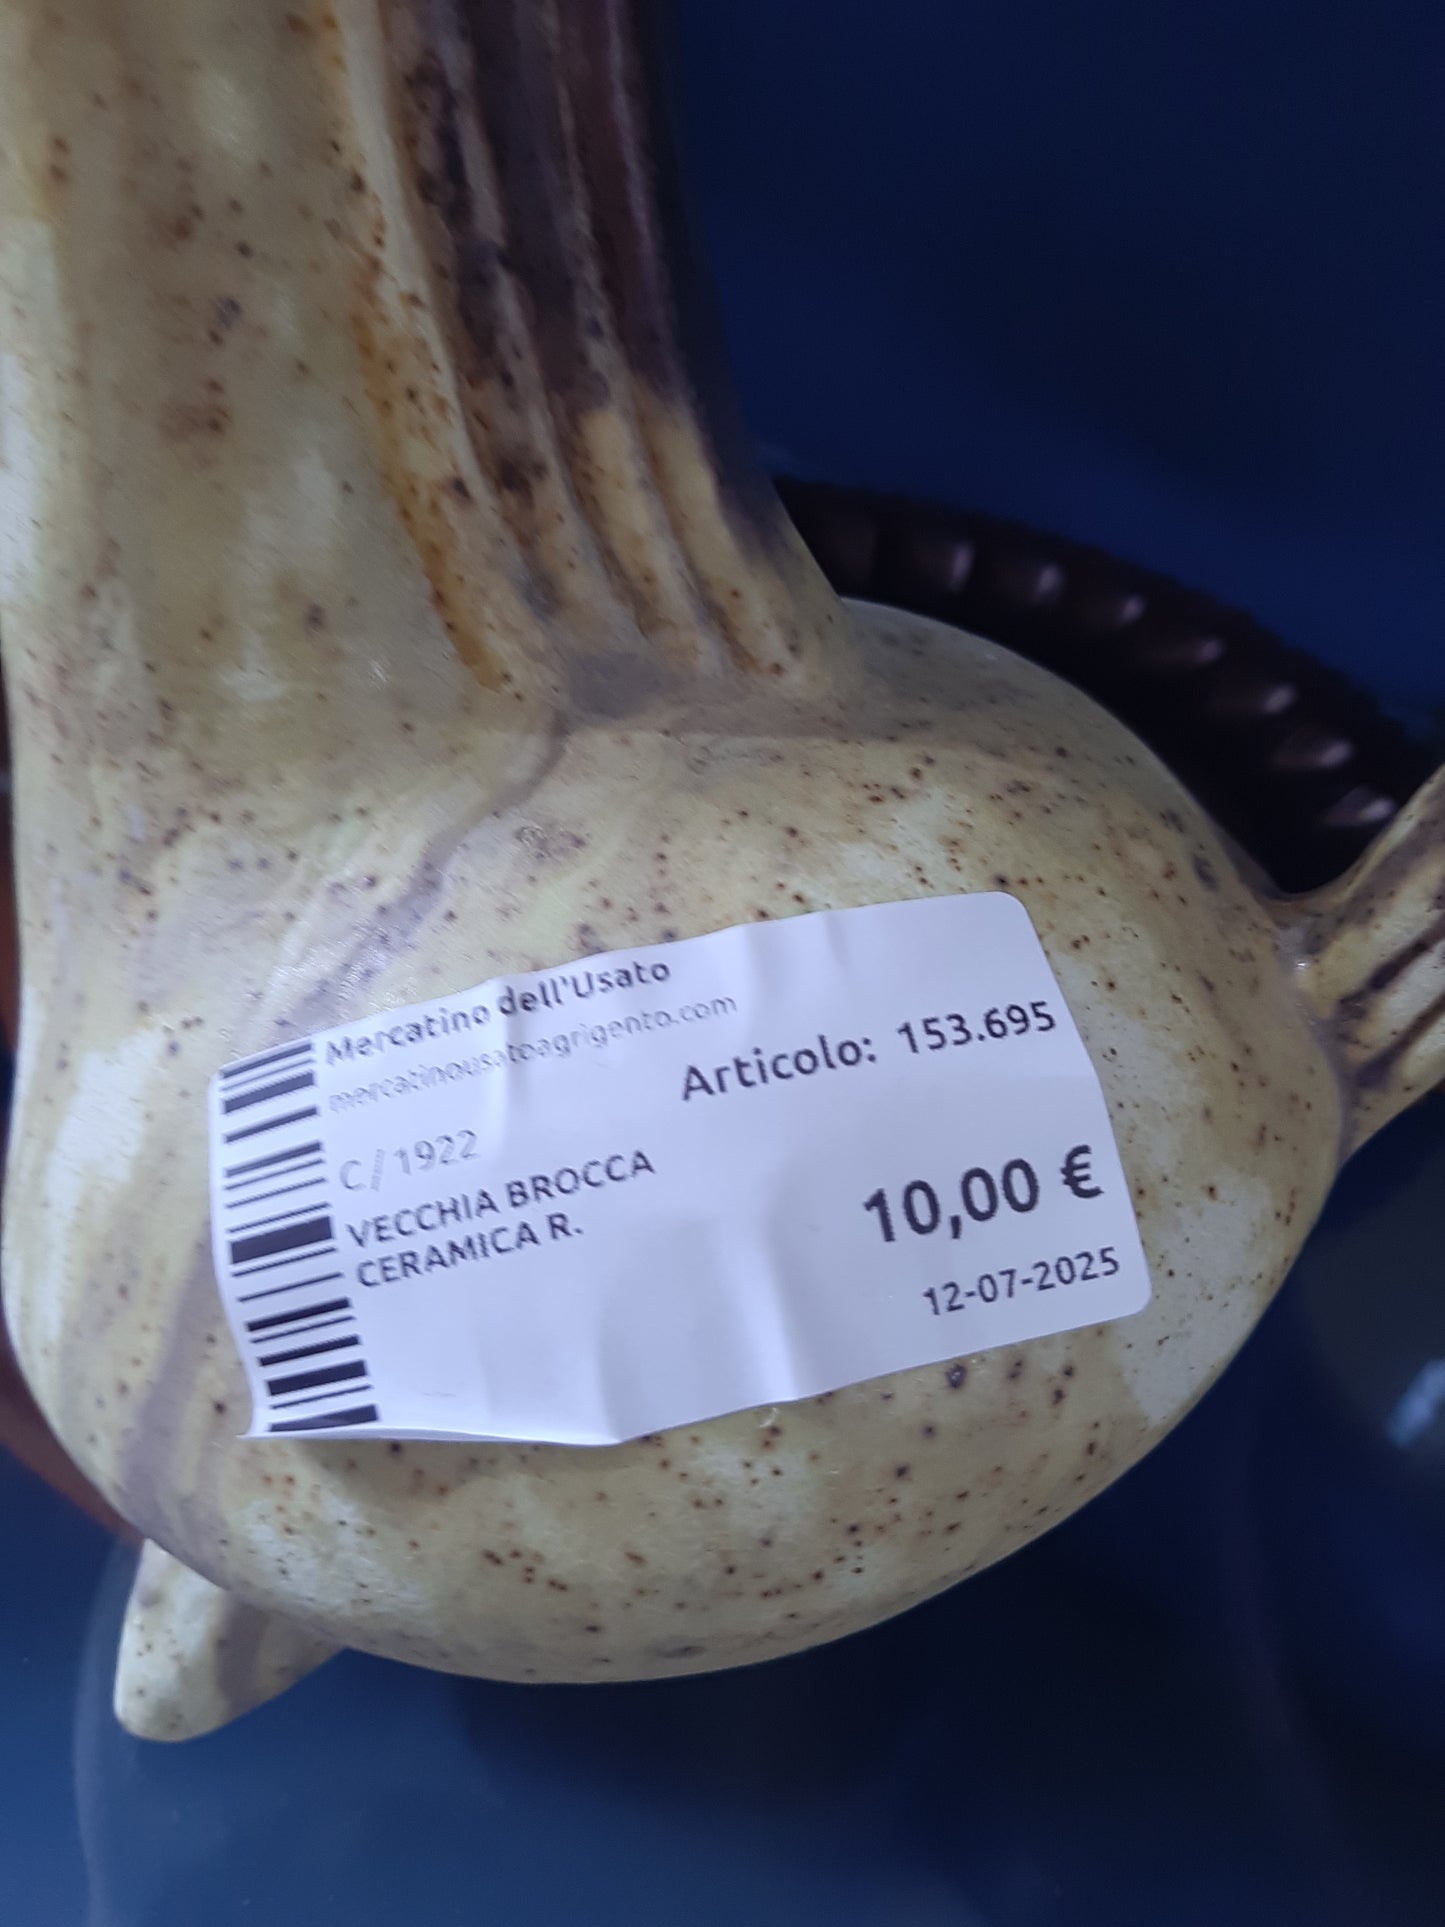 Mercatino dell'Usato
mercatinousatoagrigento.com
Articolo: 153.695
C/1922
VECCHIA BROCCA
CERAMICA R.
10,00 €
12-07-2025